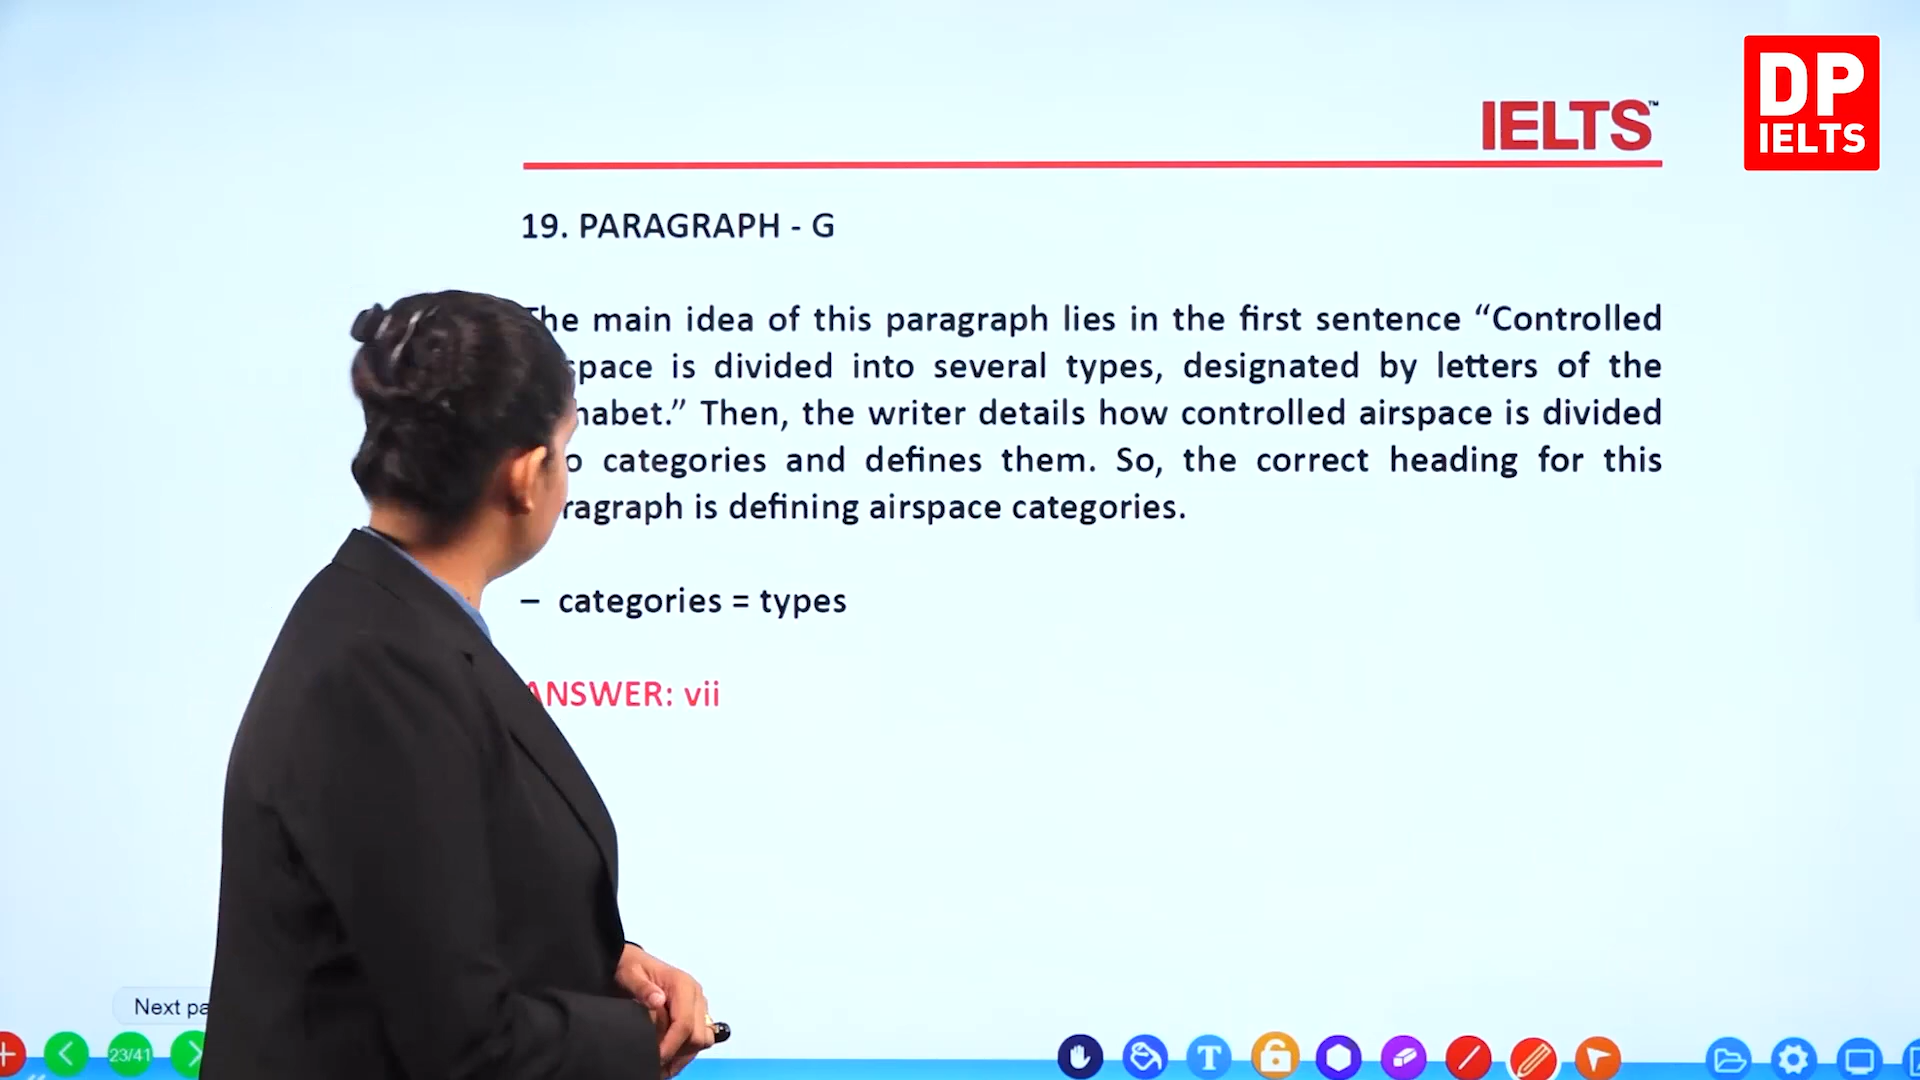 DP
IELTS
IELTS™
19. PARAGRAPH - G
The main idea of this paragraph lies in the first sentence “Controlled
space is divided into several types, designated by letters of the
habet.” Then, the writer details how controlled airspace is divided
o categories and defines them. So, the correct heading for this
ragraph is defining airspace categories.
– categories = types
ANSWER: vii
Next pa
23/41
T